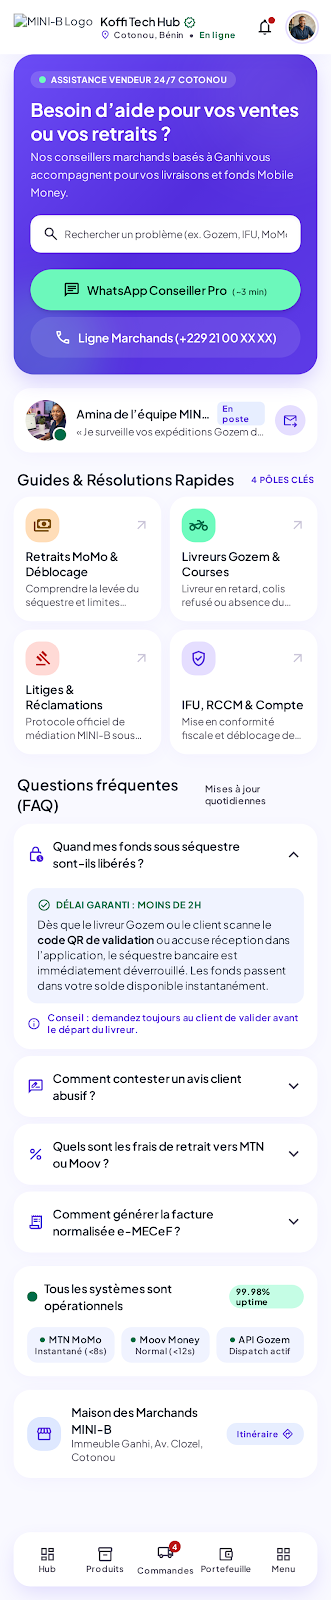 MINI-B Logo
Koffi Tech Hub
Cotonou, Bénin • En ligne
ASSISTANCE VENDEUR 24/7 COTONOU
Besoin d’aide pour vos ventes
ou vos retraits ?
Nos conseillers marchands basés à Ganhi vous
accompagnent pour vos livraisons et fonds Mobile
Money.
Rechercher un problème (ex. Gozem, IFU, MoMo
WhatsApp Conseiller Pro (~3 min)
Ligne Marchands (+229 21 00 XX XX)
Amina de l’équipe MIN...
En
poste
« Je surveille vos expéditions Gozem d...
Guides & Résolutions Rapides
4 PÔLES CLÉS
Retraits MoMo &
Déblocage
Comprendre la levée du
séquestre et limites...
Livreurs Gozem &
Courses
Livreur en retard, colis
refusé ou absence du...
Litiges &
Réclamations
Protocole officiel de
médiation MINI-B sous...
IFU, RCCM & Compte
Mise en conformité
fiscale et déblocage de...
Questions fréquentes
(FAQ)
Mises à jour
quotidiennes
Quand mes fonds sous séquestre
sont-ils libérés ?
DÉLAI GARANTI : MOINS DE 2H
Dès que le livreur Gozem ou le client scanne le
code QR de validation ou accuse réception dans
l’application, le séquestre bancaire est
immédiatement déverrouillé. Les fonds passent
dans votre solde disponible instantanément.
Conseil : demandez toujours au client de valider avant
le départ du livreur.
Comment contester un avis client
abusif ?
Quels sont les frais de retrait vers MTN
ou Moov ?
Comment générer la facture
normalisée e-MECeF ?
Tous les systèmes sont
opérationnels
99.98%
uptime
MTN MoMo
Instantané (<8s)
Moov Money
Normal (<12s)
API Gozem
Dispatch actif
Maison des Marchands
MINI-B
Immeuble Ganhi, Av. Clozel,
Cotonou
Itinéraire
4
Hub
Produits
Commandes
Portefeuille
Menu